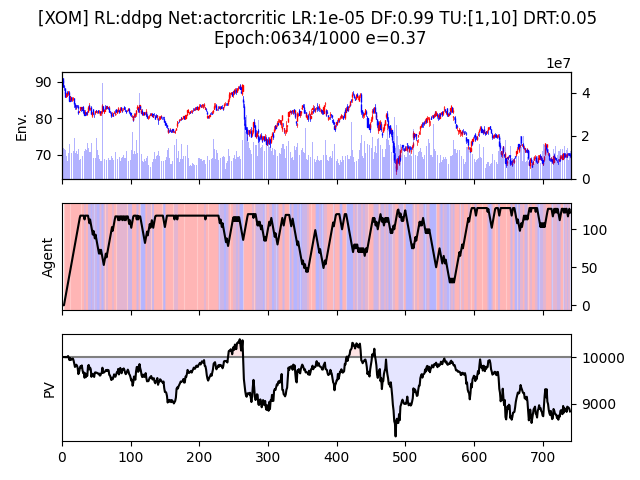 [XOM] RL:ddpg Net:actorcritic LR:1e-05 DF:0.99 TU:[1,10] DRT:0.05
Epoch:0634/1000 e=0.37
1e7
90
80
70
Env.
4
2
0
Agent
100
50
0
PV
10000
9000
0 100 200 300 400 500 600 700